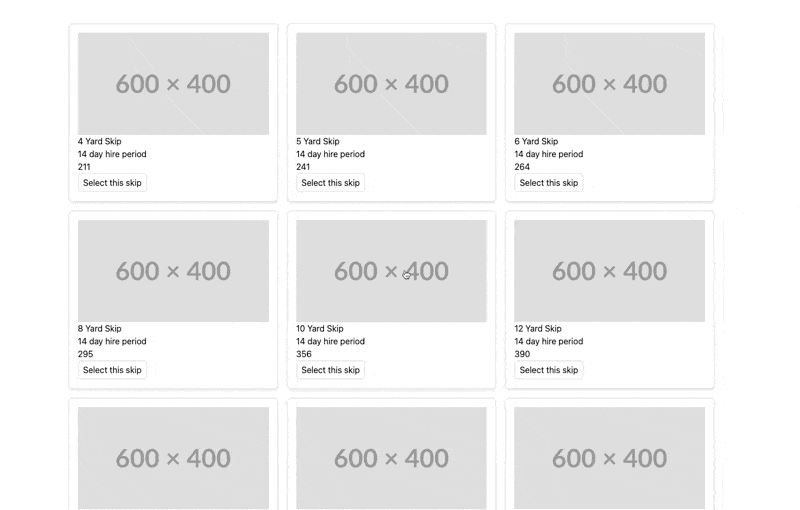 600 × 400
600 × 400
600 × 400
4 Yard Skip
14 day hire period
211
Select this skip
5 Yard Skip
14 day hire period
241
Select this skip
6 Yard Skip
14 day hire period
264
Select this skip
600 × 400
600 × 400
600 × 400
8 Yard Skip
14 day hire period
295
Select this skip
10 Yard Skip
14 day hire period
356
Select this skip
12 Yard Skip
14 day hire period
390
Select this skip
600 × 400
600 × 400
600 × 400